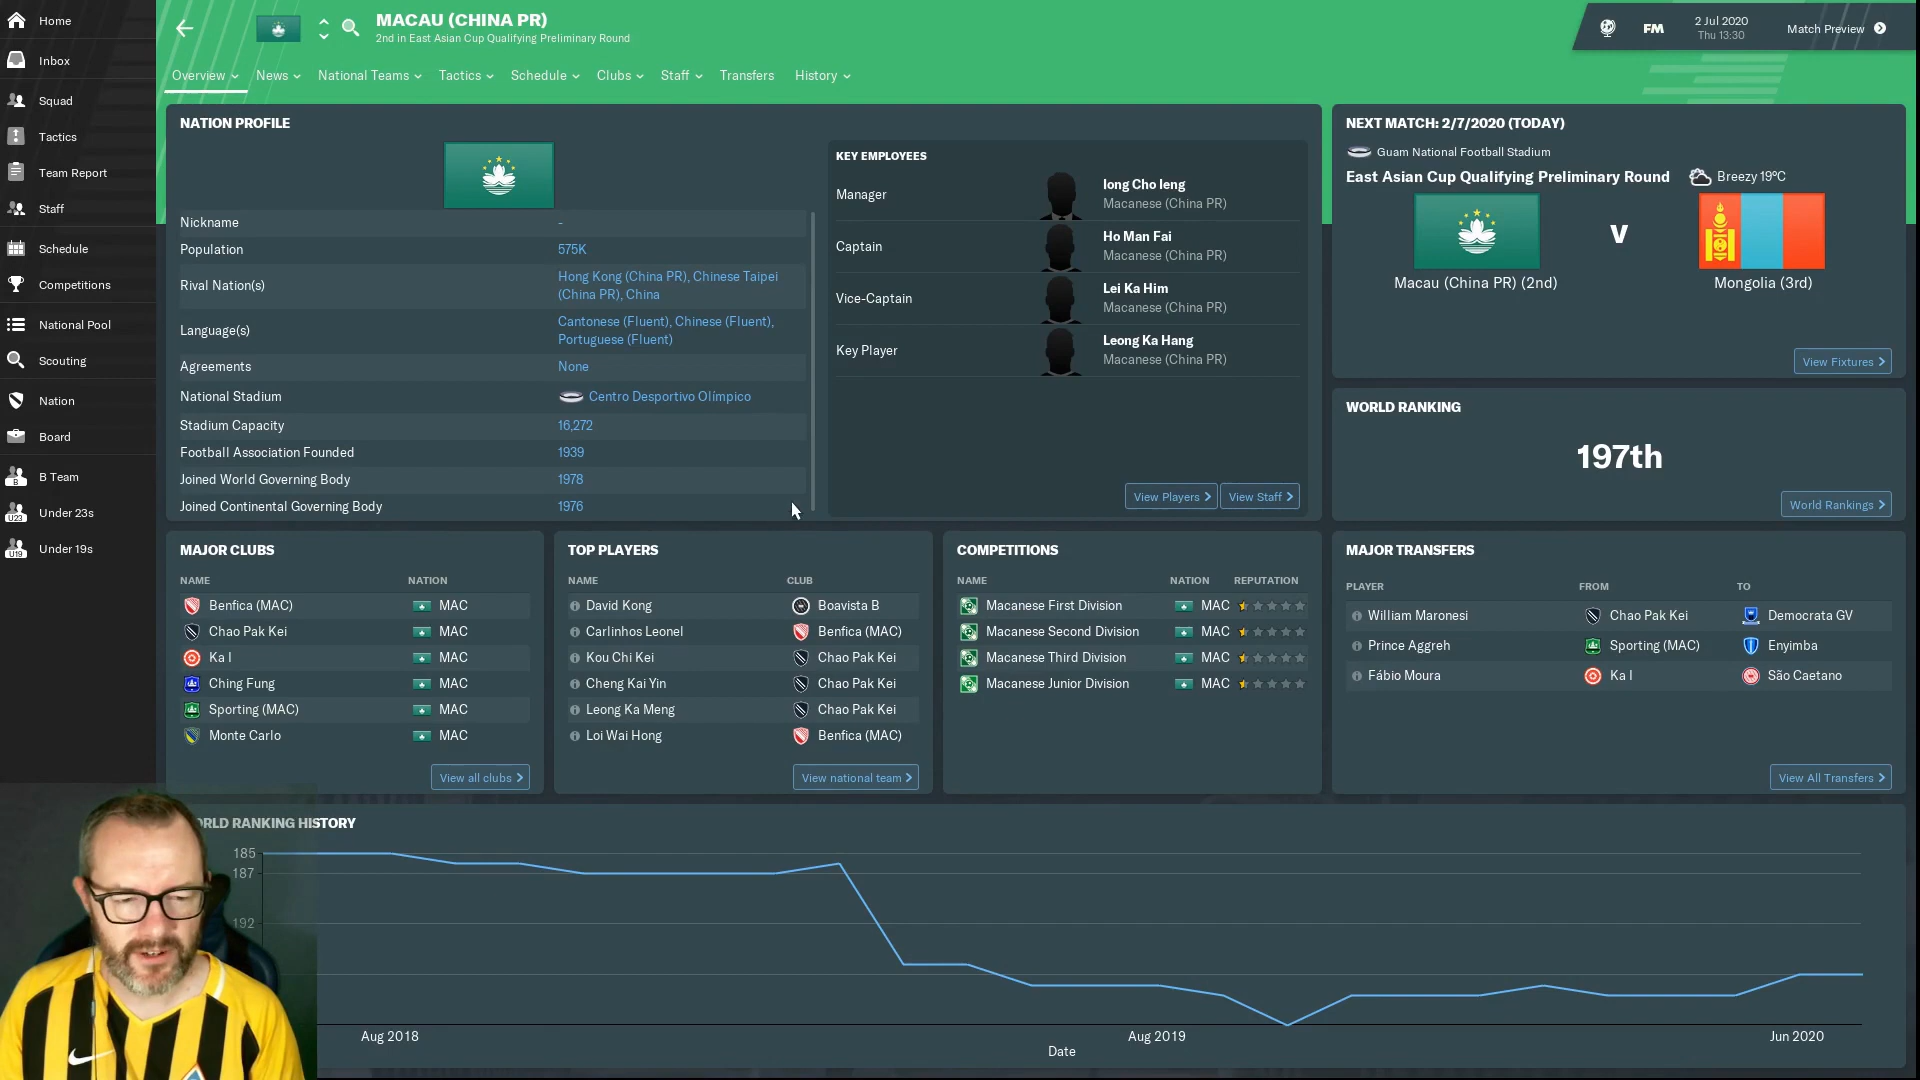 Home
Inbox
Squad
Tactics
Team Report
Staff
Schedule
Competitions
National Pool
Scouting
Nation
Board
B
B Team
U23
Under 23s
U19
Under 19s
MACAU (CHINA PR)
2nd in East Asian Cup Qualifying Preliminary Round
FM
2 Jul 2020
Thu 13:30
Match Preview
Overview News National Teams Tactics Schedule Clubs Staff Transfers History
NATION PROFILE
Nickname -
Population 575K
Rival Nation(s) Hong Kong (China PR), Chinese Taipei
(China PR), China
Language(s) Cantonese (Fluent), Chinese (Fluent),
Portuguese (Fluent)
Agreements None
National Stadium Centro Desportivo Olímpico
Stadium Capacity 16,272
Football Association Founded 1939
Joined World Governing Body 1978
Joined Continental Governing Body 1976
KEY EMPLOYEES
Manager Iong Cho Ieng
Macanese (China PR)
Captain Ho Man Fai
Macanese (China PR)
Vice-Captain Lei Ka Him
Macanese (China PR)
Key Player Leong Ka Hang
Macanese (China PR)
View Players View Staff
NEXT MATCH: 2/7/2020 (TODAY)
Guam National Football Stadium
East Asian Cup Qualifying Preliminary Round Breezy 19°C
V
Macau (China PR) (2nd) Mongolia (3rd)
View Fixtures
WORLD RANKING
197th
World Rankings
MAJOR CLUBS
NAME NATION
Benfica (MAC) MAC
Chao Pak Kei MAC
Ka I MAC
Ching Fung MAC
Sporting (MAC) MAC
Monte Carlo MAC
View all clubs
TOP PLAYERS
NAME CLUB
David Kong Boavista B
Carlinhos Leonel Benfica (MAC)
Kou Chi Kei Chao Pak Kei
Cheng Kai Yin Chao Pak Kei
Leong Ka Meng Chao Pak Kei
Loi Wai Hong Benfica (MAC)
View national team
COMPETITIONS
NAME NATION REPUTATION
Macanese First Division MAC
Macanese Second Division MAC
Macanese Third Division MAC
Macanese Junior Division MAC
MAJOR TRANSFERS
PLAYER FROM TO
William Maronesi Chao Pak Kei Democrata GV
Prince Aggreh Sporting (MAC) Enyimba
Fábio Moura Ka I São Caetano
View All Transfers
ORLD RANKING HISTORY
185
187
192
Aug 2018 Aug 2019 Jun 2020
Date